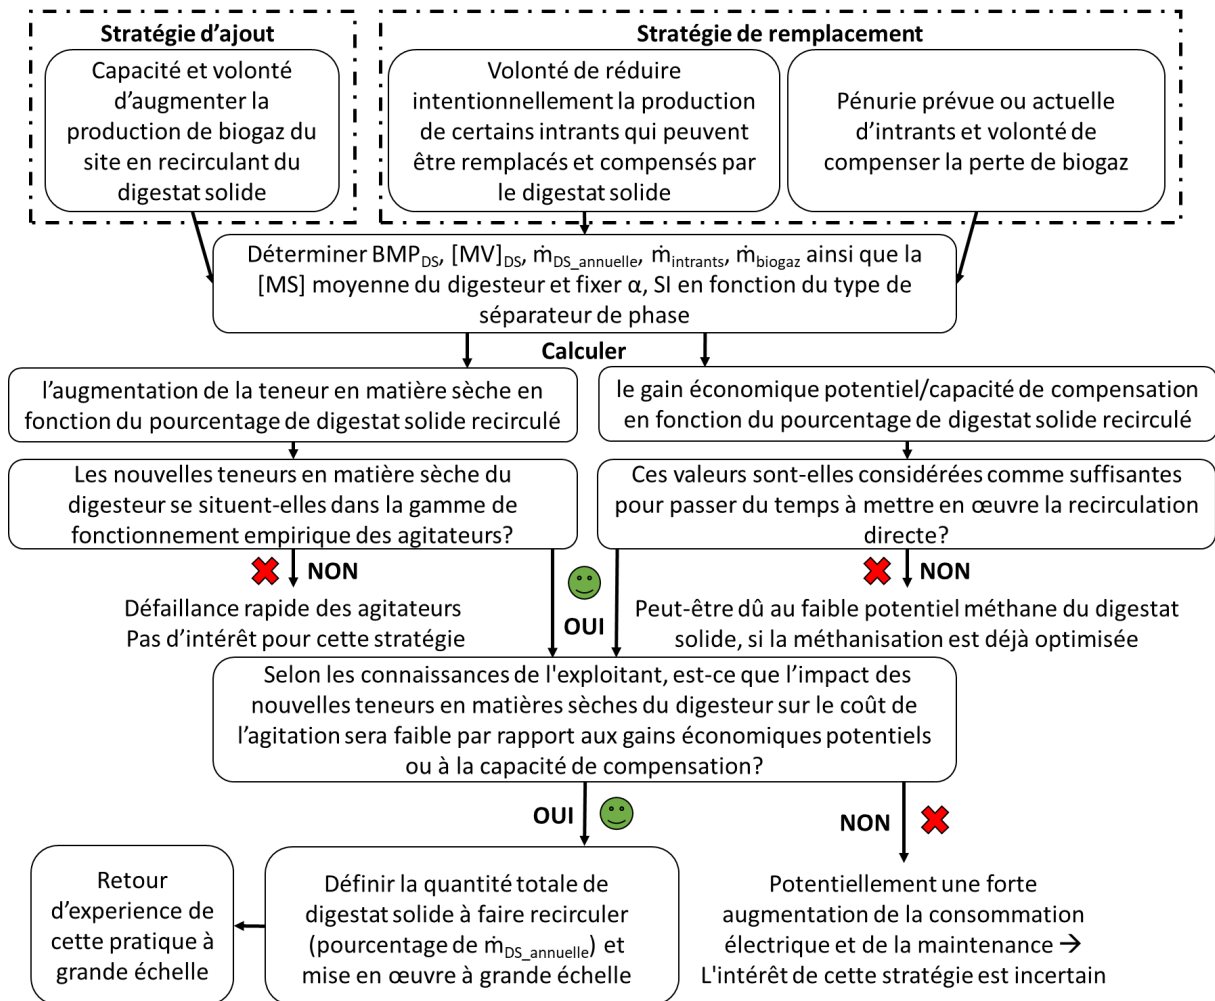 Stratégie d'ajout
Capacité et volonté
d'augmenter la
production de biogaz du
site en recirculant du
digestat solide
Stratégie de remplacement
Volonté de réduire
intentionnellement la production
de certains intrants qui peuvent
être remplacés et compensés par
le digestat solide
Pénurie prévue ou actuelle
d'intrants et volonté de
compenser la perte de biogaz
Déterminer BMP_DS, [MV]_DS, ṁ_DS_annuelle, ṁ_intrants, ṁ_biogaz ainsi que la
[MS] moyenne du digesteur et fixer α, SI en fonction du type de
séparateur de phase
Calculer
l'augmentation de la teneur en matière sèche en
fonction du pourcentage de digestat solide recirculé
le gain économique potentiel/capacité de compensation
en fonction du pourcentage de digestat solide recirculé
Les nouvelles teneurs en matière sèche du
digesteur se situent-elles dans la gamme de
fonctionnement empirique des agitateurs?
Ces valeurs sont-elles considérées comme suffisantes
pour passer du temps à mettre en œuvre la recirculation
directe?
NON
Défaillance rapide des agitateurs
Pas d'intérêt pour cette stratégie
OUI
NON
Peut-être dû au faible potentiel méthane du digestat
solide, si la méthanisation est déjà optimisée
Selon les connaissances de l'exploitant, est-ce que l'impact des
nouvelles teneurs en matières sèches du digesteur sur le coût de
l'agitation sera faible par rapport aux gains économiques potentiels
ou à la capacité de compensation?
OUI
NON
Retour
d'experience de
cette pratique à
grande échelle
Définir la quantité totale de
digestat solide à faire recirculer
(pourcentage de ṁ_DS_annuelle) et
mise en œuvre à grande échelle
Potentiellement une forte
augmentation de la consommation
électrique et de la maintenance →
L'intérêt de cette stratégie est incertain